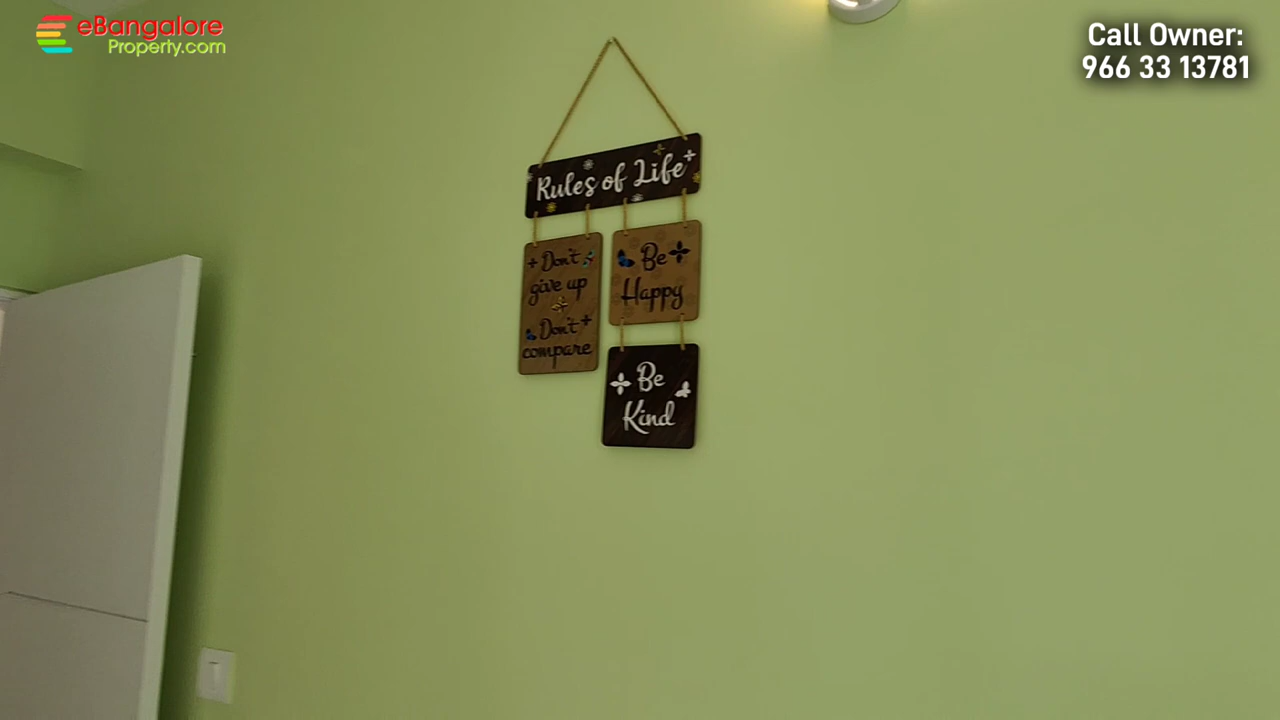 eBangalore
Property.com
Call Owner:
966 33 13781
Rules of Life
Don't
give up
Don't
compare
Be
Happy
Be
Kind